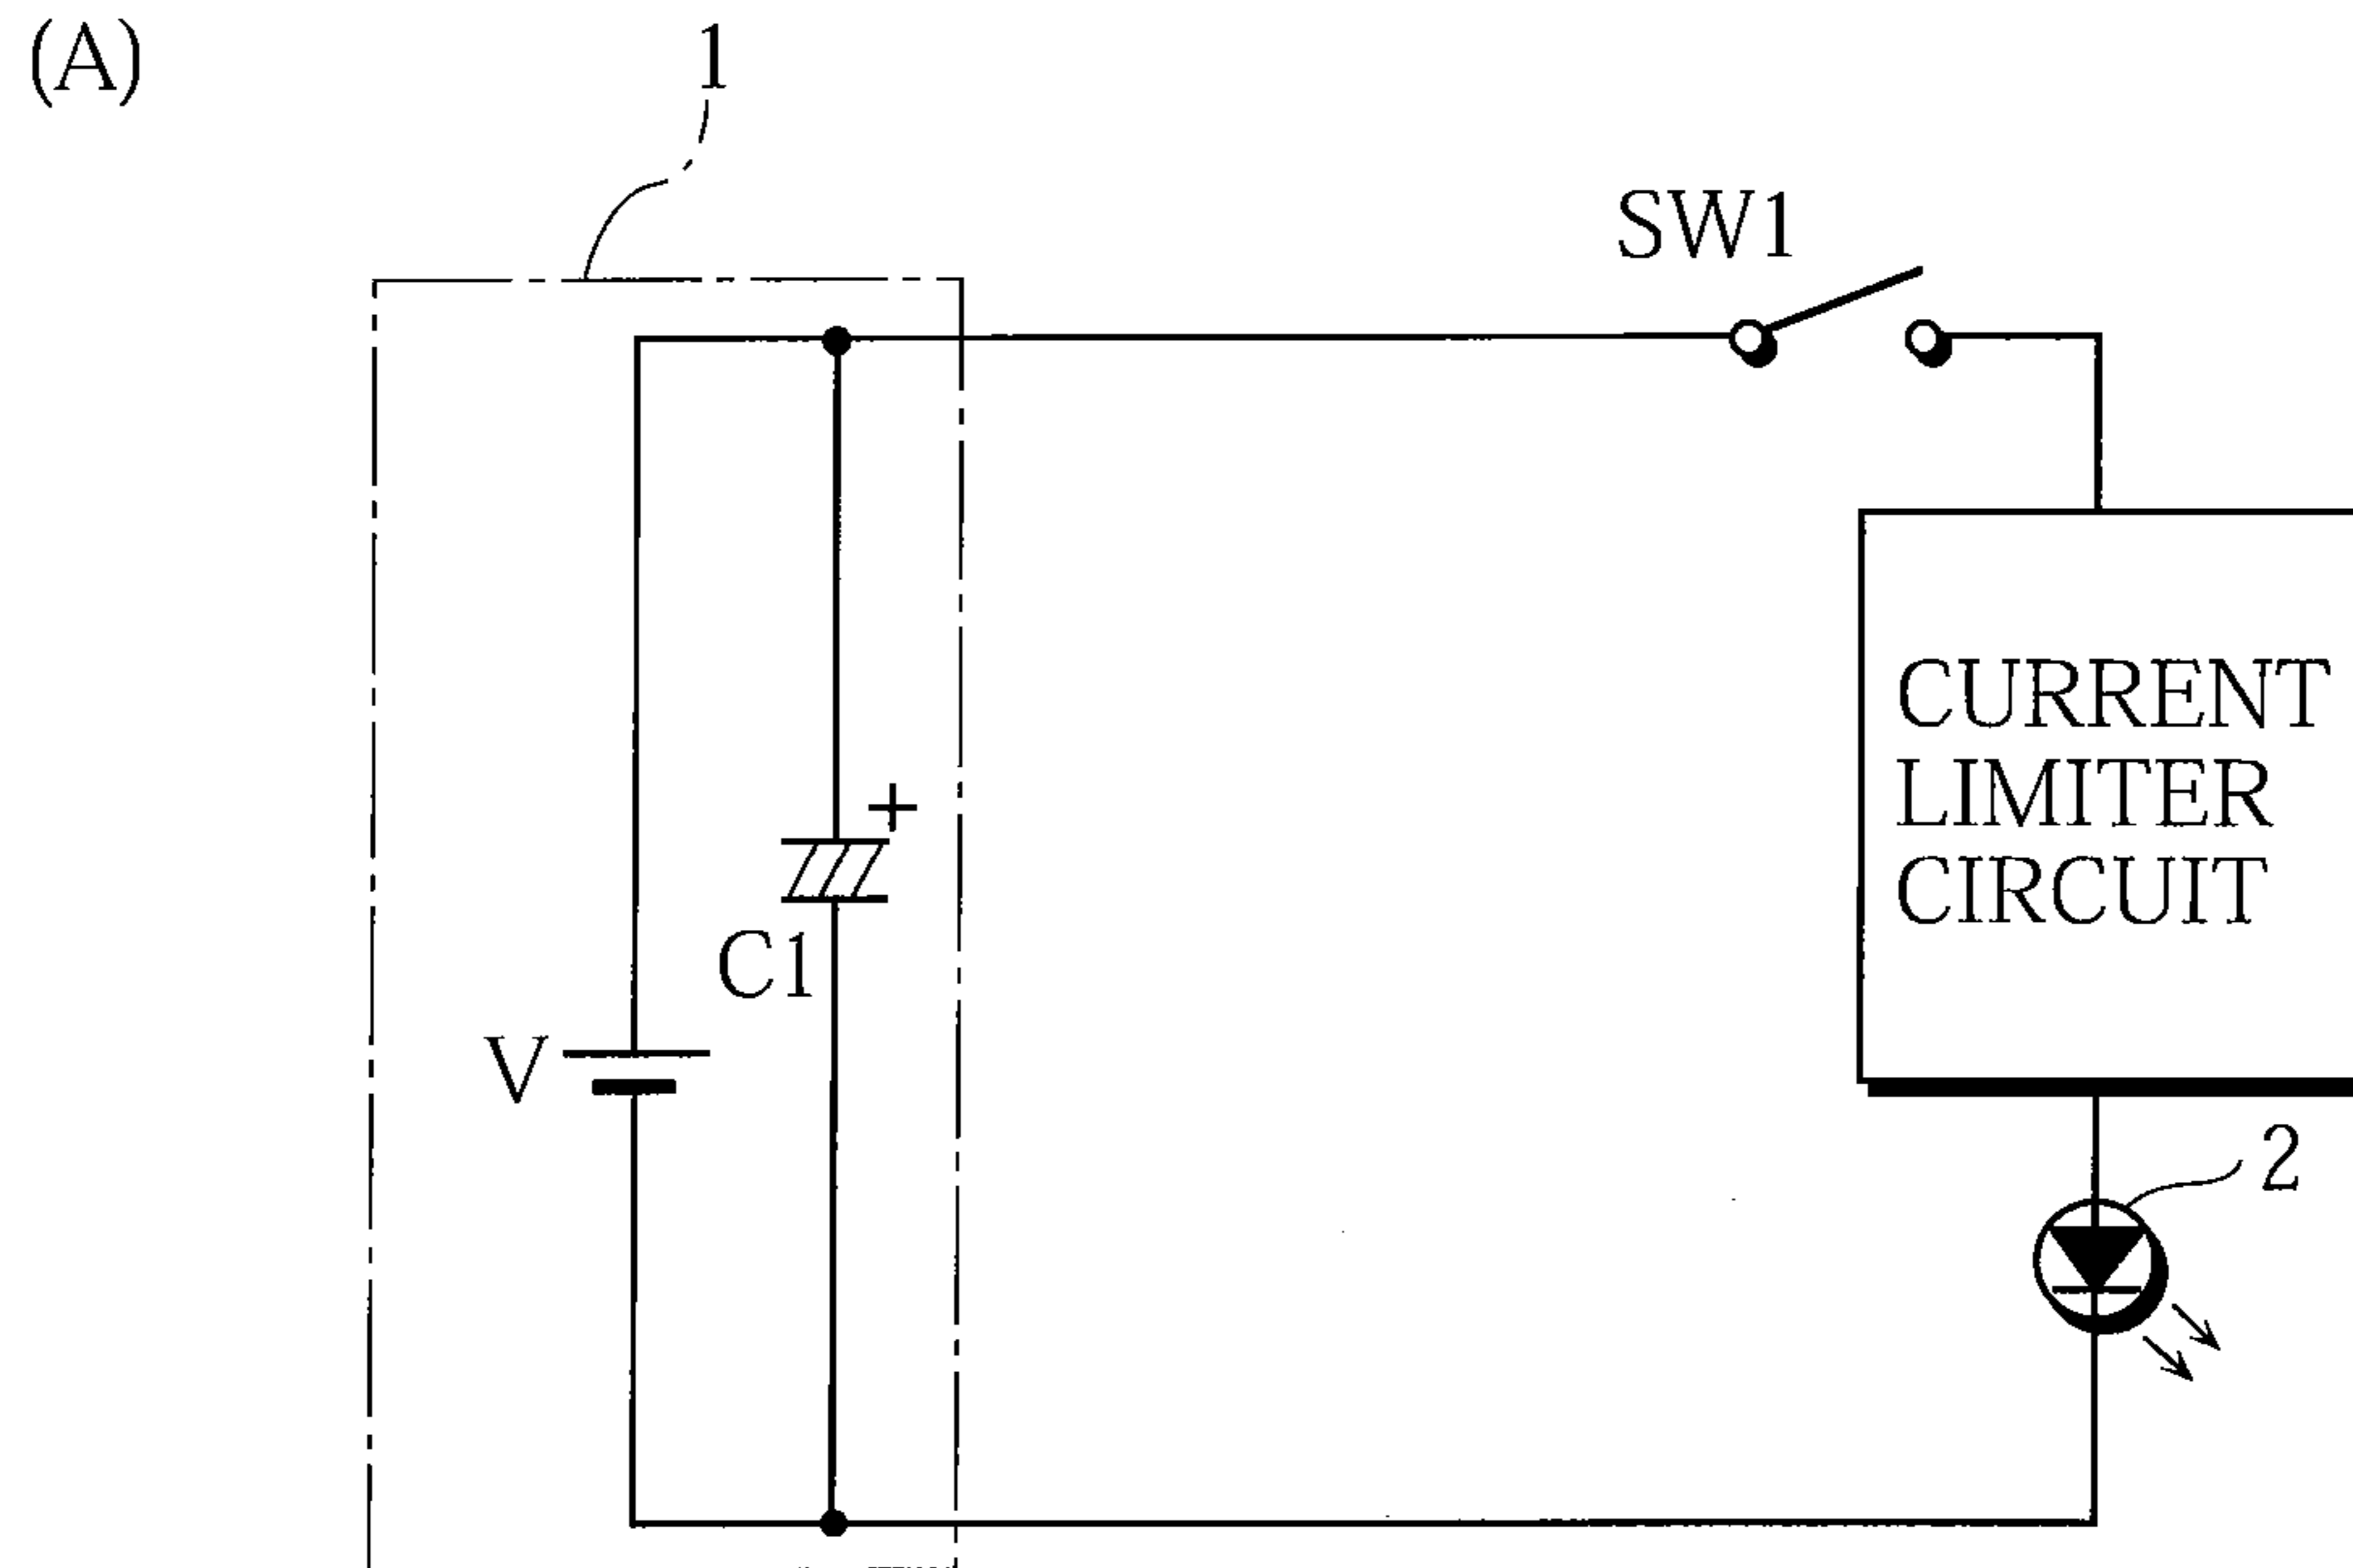 (A)
1
SW1
CURRENT
LIMITER
CIRCUIT
+
C1
V
2